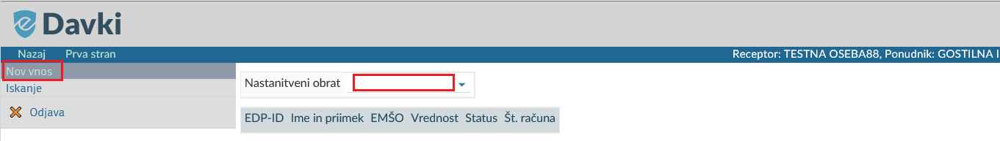 Davki
Nazaj Prva stran Receptor: TESTNA OSEBA88, Ponudnik: GOSTILNA I
Nov vnos
Nastanitveni obrat
Iskanje
Odjava
EDP-ID Ime in priimek EMŠO Vrednost Status Št. računa